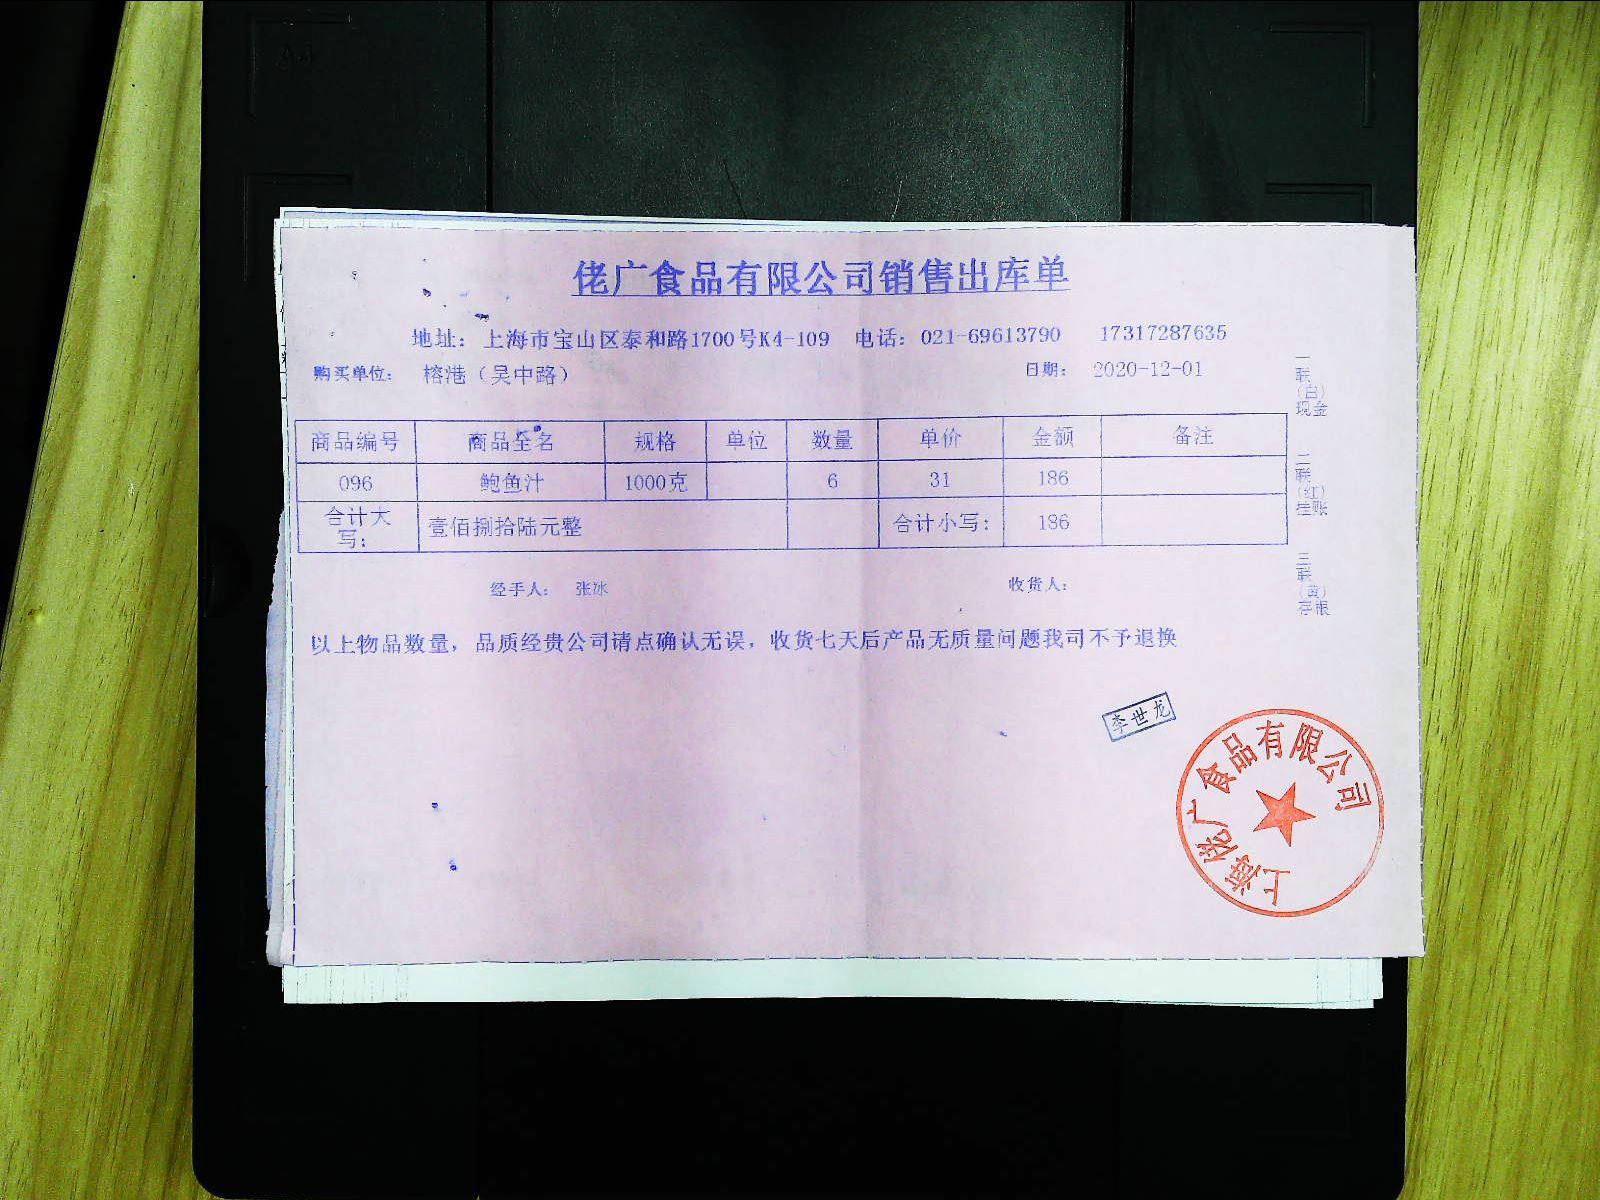 佬广食品有限公司销售出库单
地址：上海市宝山区泰和路1700号K4-109 电话：021-69613790 17317287635
购买单位： 榕港（吴中路） 日期： 2020-12-01
商品编号 商品全名 规格 单位 数量 单价 金额 备注
096 鲍鱼汁 1000克 6 31 186
合计大写： 壹佰捌拾陆元整 合计小写： 186
经手人： 张冰 收货人：
以上物品数量，品质经贵公司请点确认无误，收货七天后产品无质量问题我司不予退换
一联（白）现金
二联（红）挂账
三联（黄）存根
李世龙
上海佬广食品有限公司